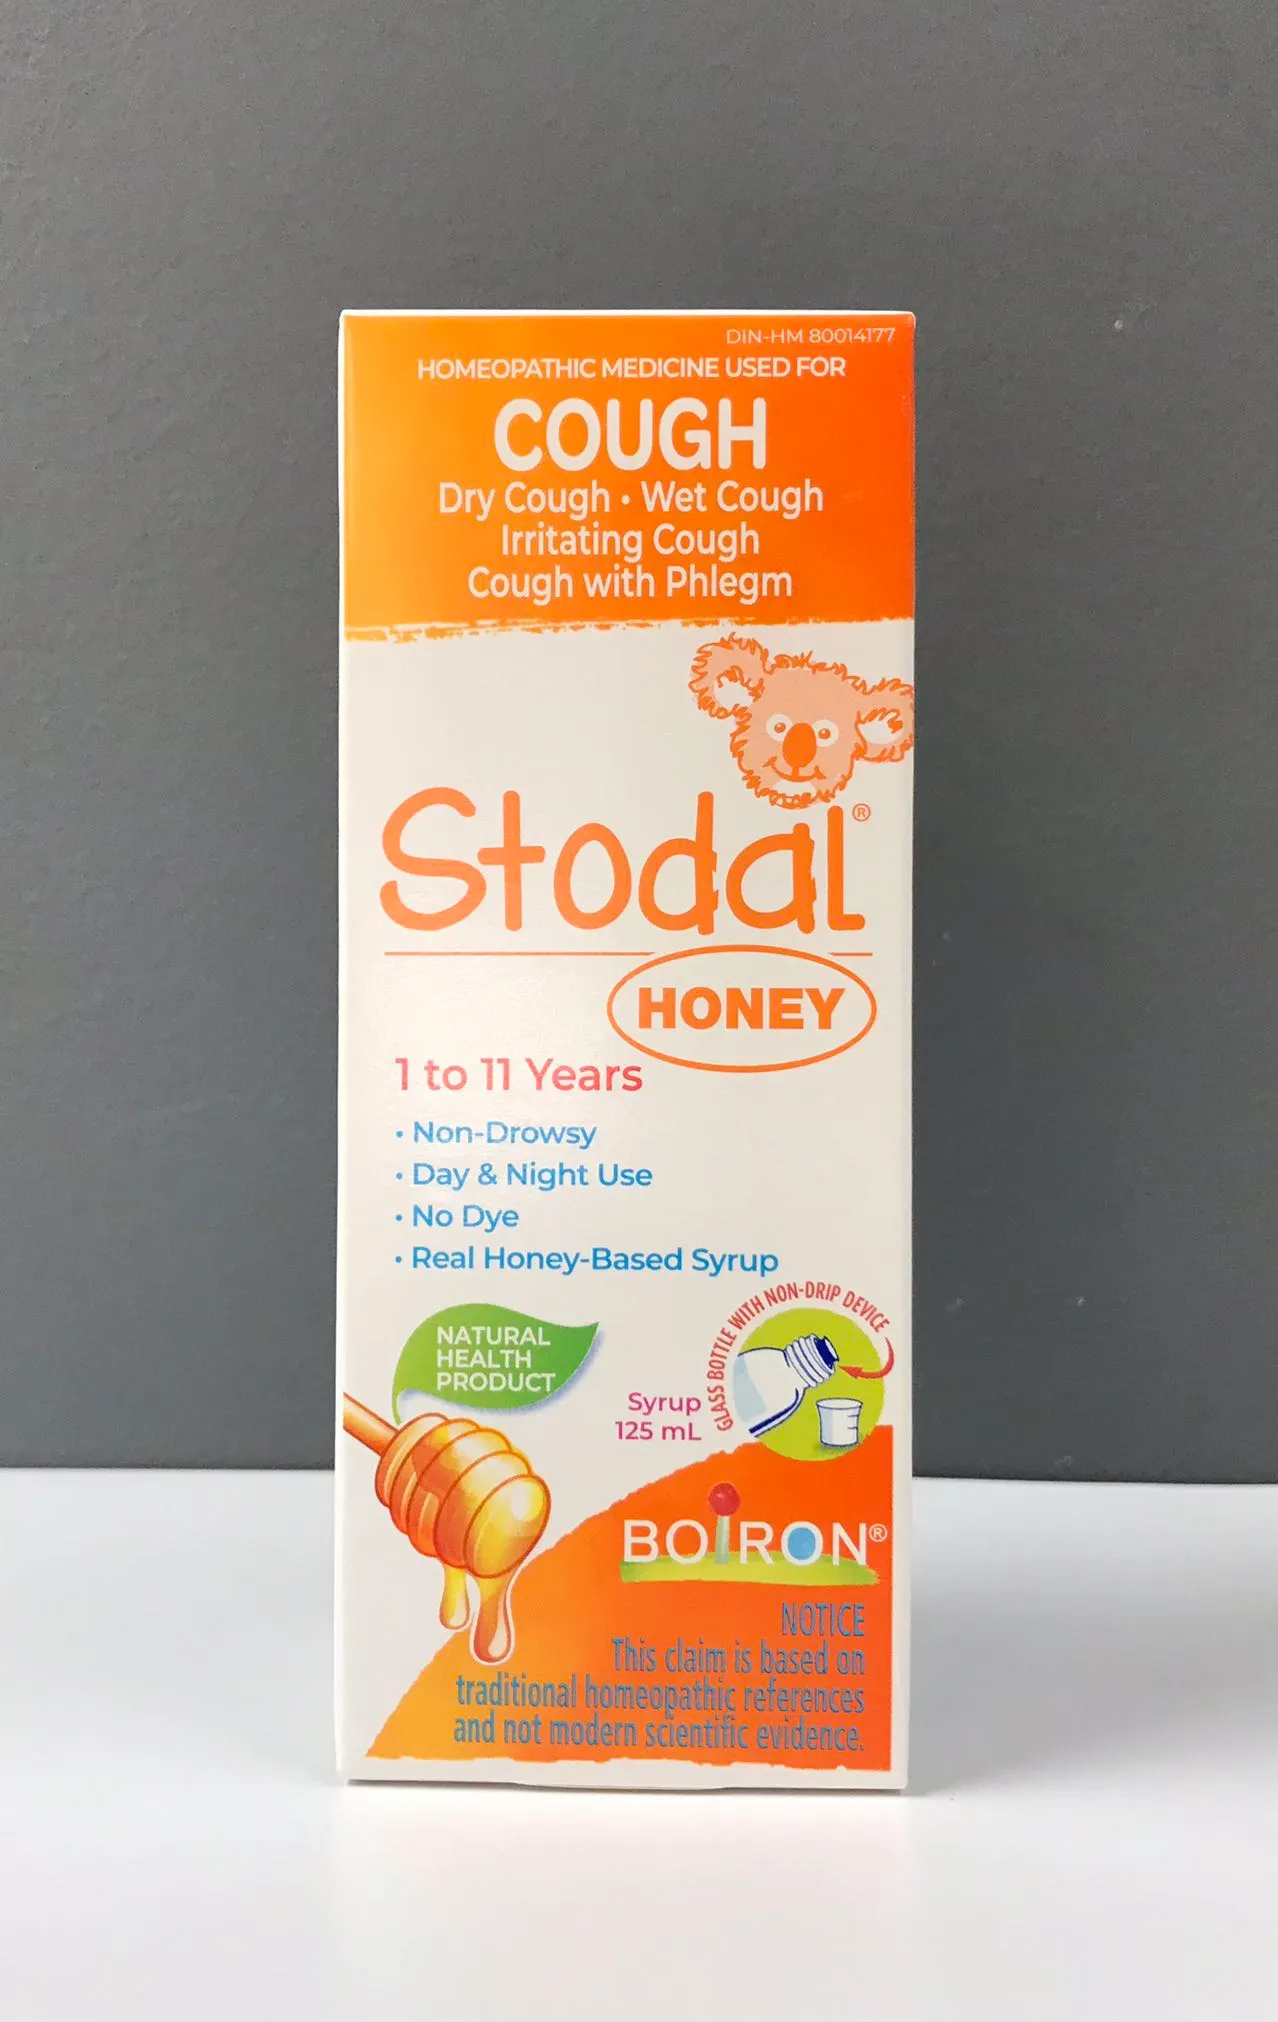 DIN-HM 80014177
HOMEOPATHIC MEDICINE USED FOR
COUGH
Dry Cough • Wet Cough
Irritating Cough
Cough with Phlegm
Stodal®
HONEY
1 to 11 Years
• Non-Drowsy
• Day & Night Use
• No Dye
• Real Honey-Based Syrup
NATURAL
HEALTH
PRODUCT
GLASS BOTTLE WITH NON-DRIP DEVICE
Syrup
125 mL
BOIRON®
NOTICE
This claim is based on
traditional homeopathic references
and not modern scientific evidence.